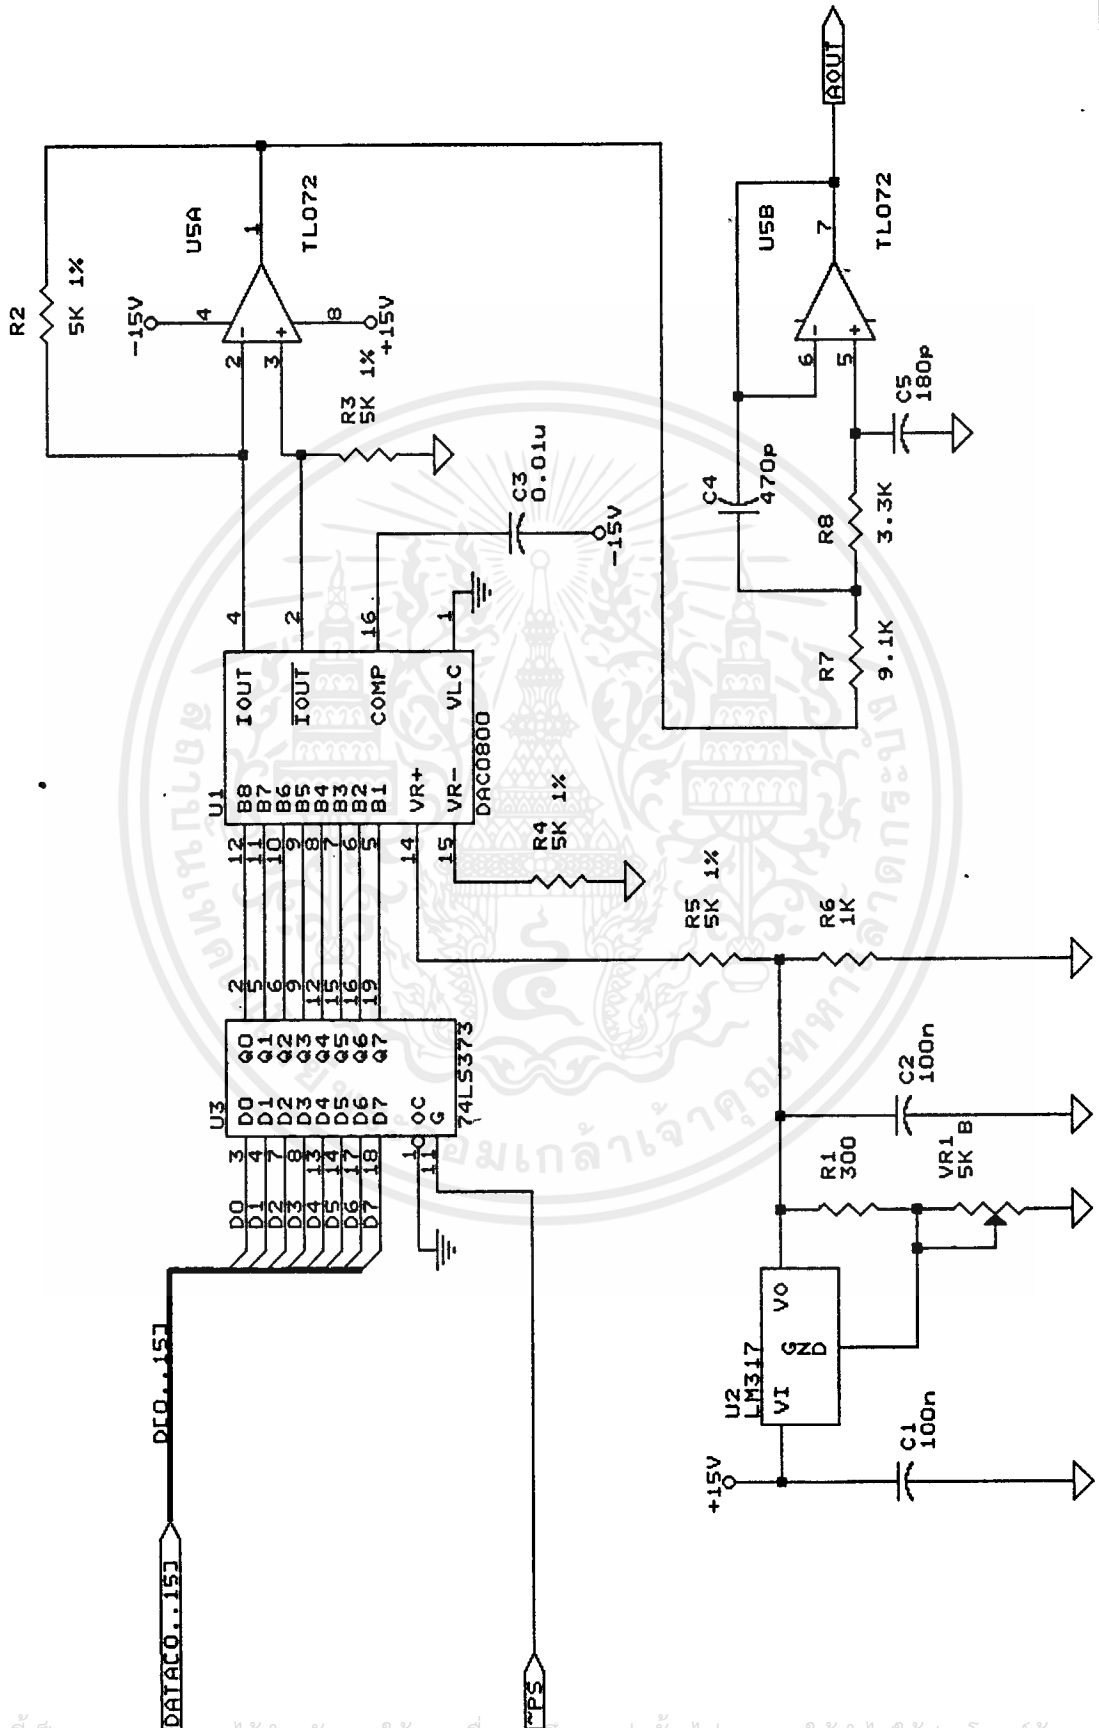 DATA[0..15]
D[0..15]
~PS
D0
D1
D2
D3
D4
D5
D6
D7
3
4
7
8
13
14
17
18
1
11
U3
D0 Q0
D1 Q1
D2 Q2
D3 Q3
D4 Q4
D5 Q5
D6 Q6
D7 Q7
OC
G
74LS373
2
5
6
9
12
15
16
19
12
11
10
9
8
7
6
5
14
15
U1
B8
B7
B6
B5
B4
B3
B2
B1
VR+
VR-
IOUT
IOUT
COMP
VLC
DAC0800
4
2
16
1
R4
5K 1%
C3
0.01u
-15V
R2
5K 1%
R3
5K 1%
-15V
4
2
3
8
+15V
U5A
1
TL072
+15V
C1
100n
U2
LM317
VI
VO
GND
R1
300
VR1
5K B
C2
100n
R5
5K 1%
R6
1K
R7
9.1K
R8
3.3K
C4
470p
C5
180p
6
5
U5B
7
TL072
AOUT